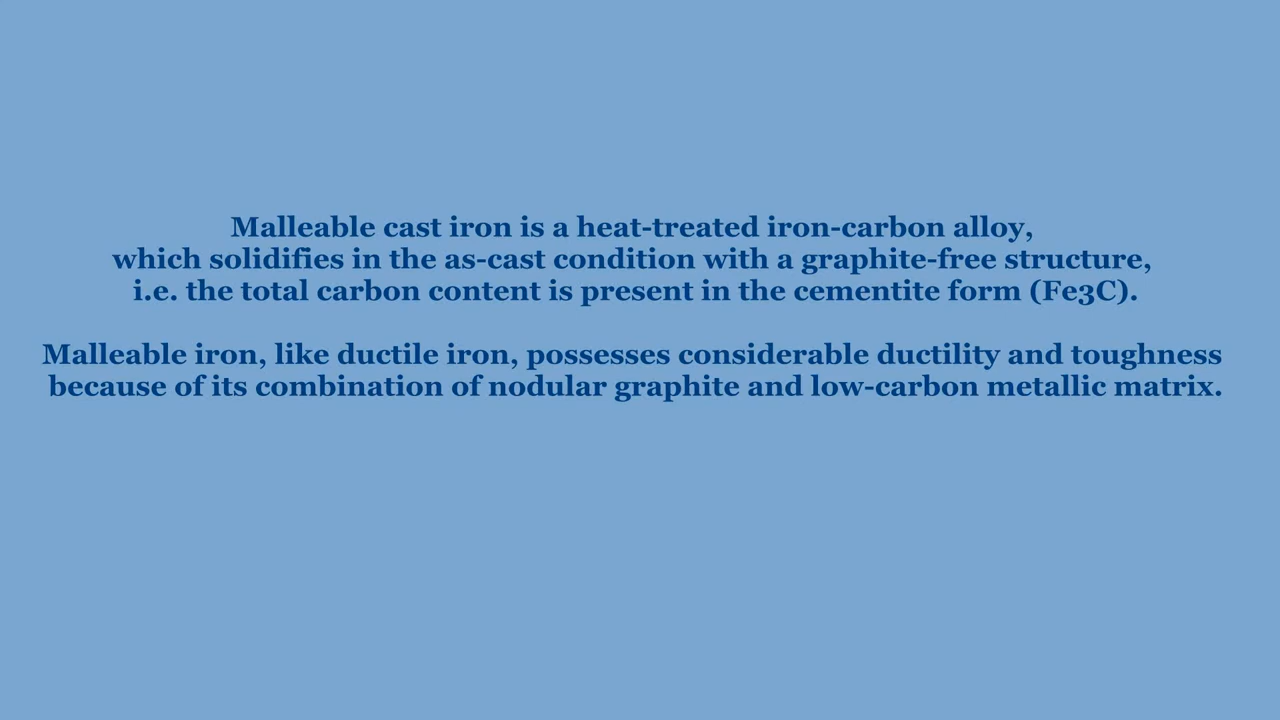 Malleable cast iron is a heat-treated iron-carbon alloy,
which solidifies in the as-cast condition with a graphite-free structure,
i.e. the total carbon content is present in the cementite form (Fe3C).
Malleable iron, like ductile iron, possesses considerable ductility and toughness
because of its combination of nodular graphite and low-carbon metallic matrix.